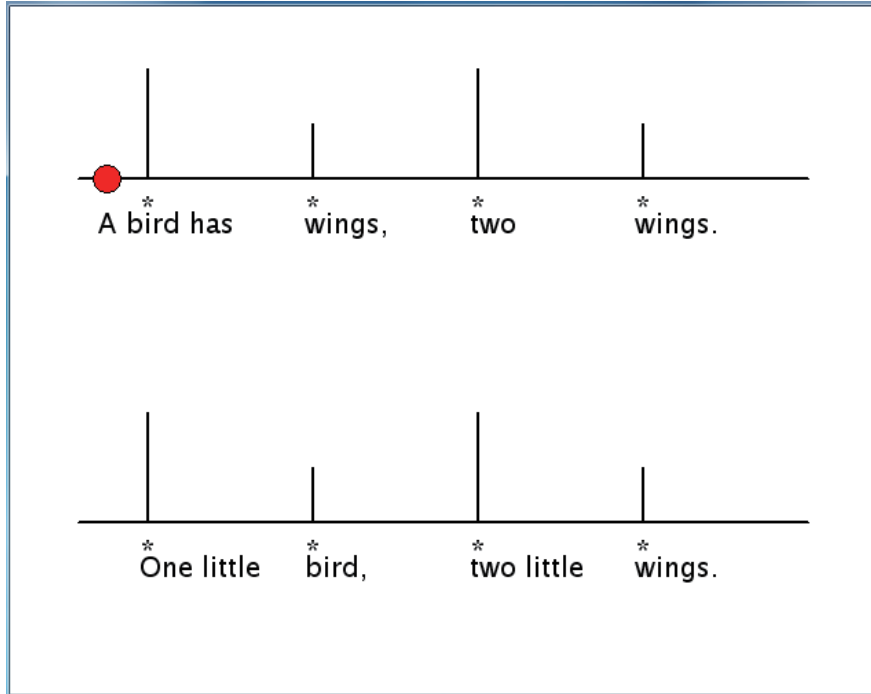 * * * *
A bird has wings, two wings.
* * * *
One little bird, two little wings.